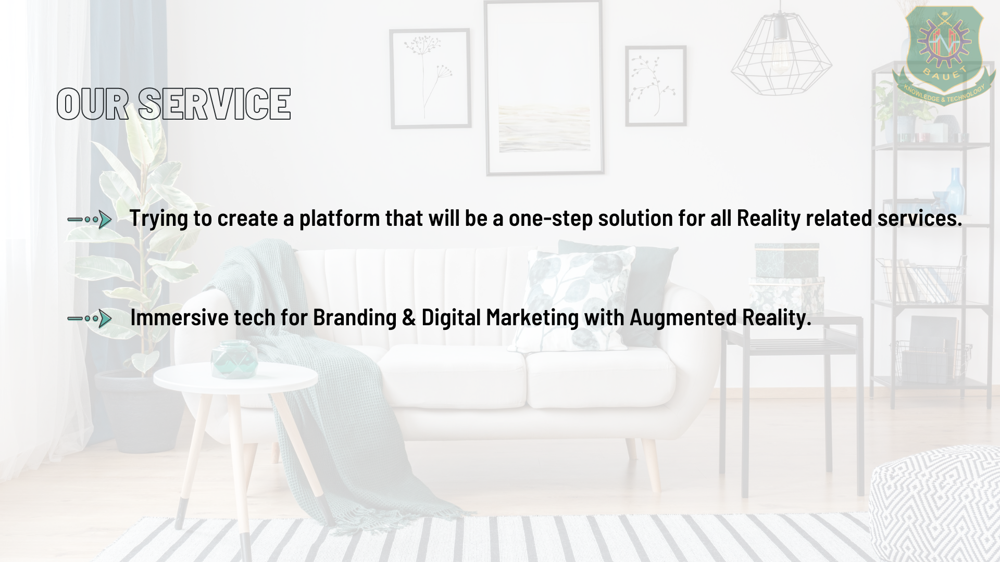 BAUET
KNOWLEDGE & TECHNOLOGY
OUR SERVICE
Trying to create a platform that will be a one-step solution for all Reality related services.
Immersive tech for Branding & Digital Marketing with Augmented Reality.